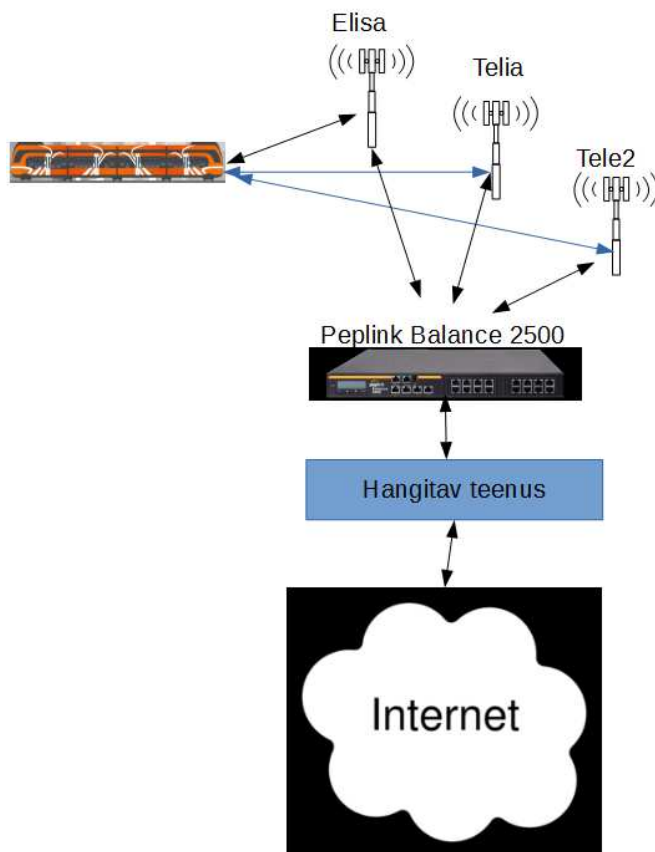 Elisa
Telia
Tele2
Peplink Balance 2500
Hangitav teenus
Internet